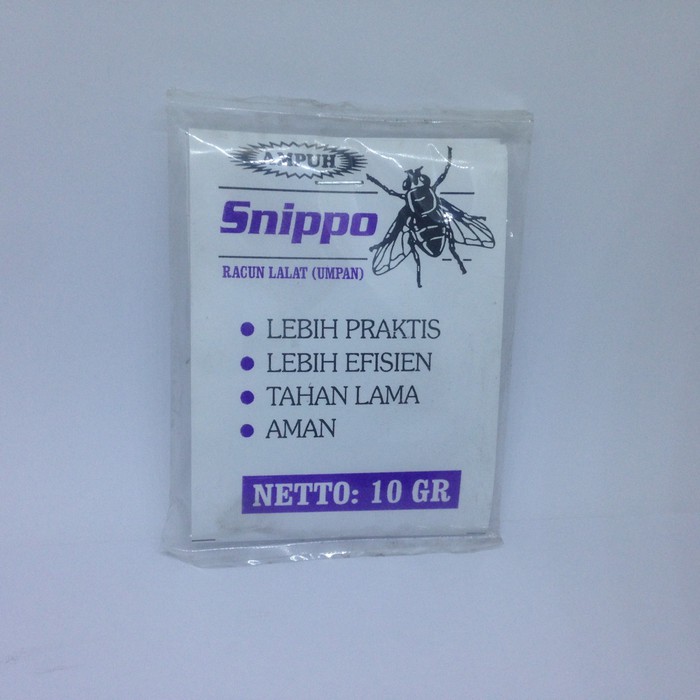 AMPUH
Snippo
RACUN LALAT (UMPAN)
● LEBIH PRAKTIS
● LEBIH EFISIEN
● TAHAN LAMA
● AMAN
NETTO: 10 GR